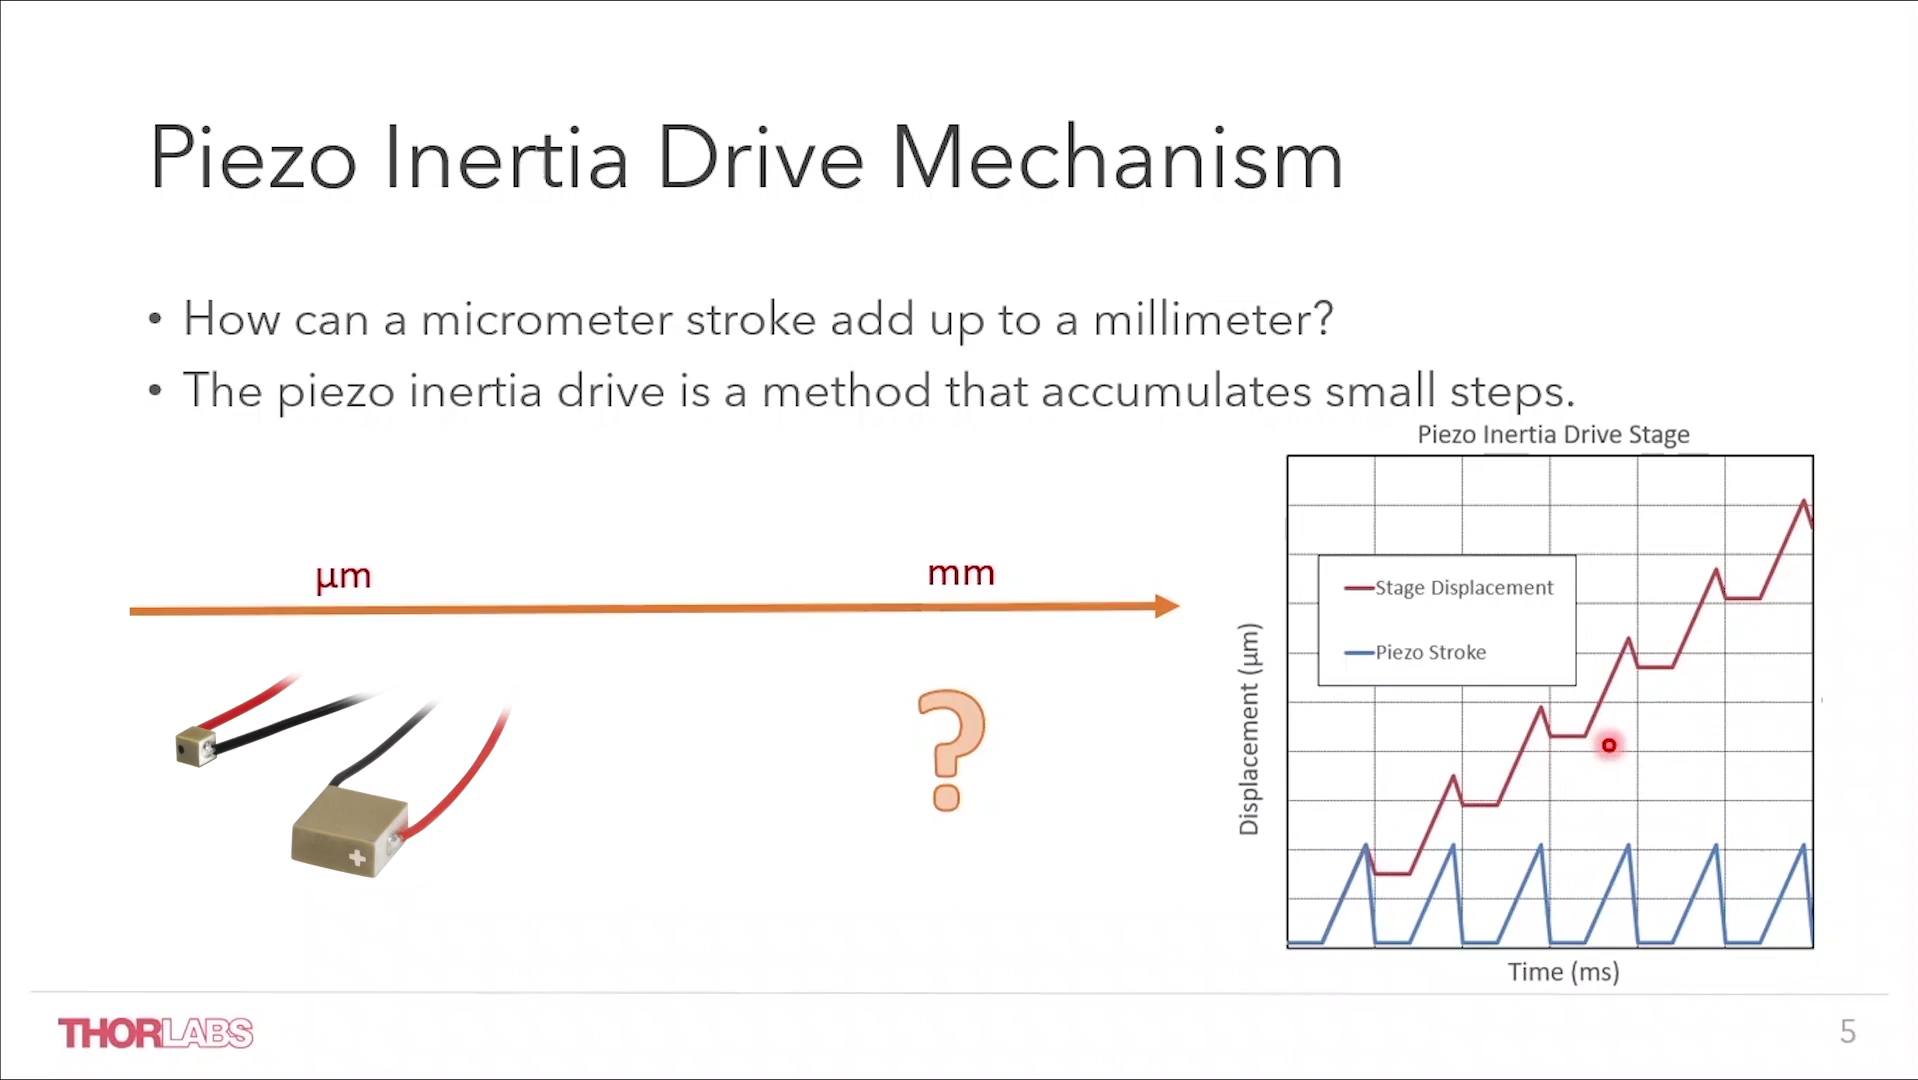 Piezo Inertia Drive Mechanism
• How can a micrometer stroke add up to a millimeter?
• The piezo inertia drive is a method that accumulates small steps.
µm
mm
?
Piezo Inertia Drive Stage
Stage Displacement
Piezo Stroke
Displacement (µm)
Time (ms)
THORLABS
5